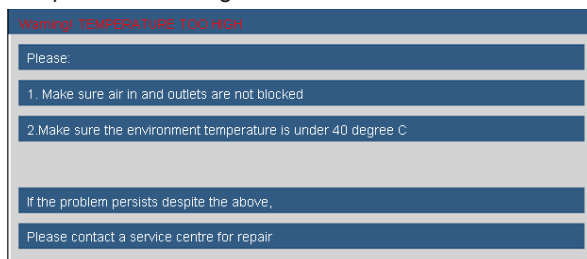 Warning! TEMPERATURE TOO HIGH
Please:
1. Make sure air in and outlets are not blocked
2.Make sure the environment temperature is under 40 degree C
If the problem persists despite the above,
Please contact a service centre for repair